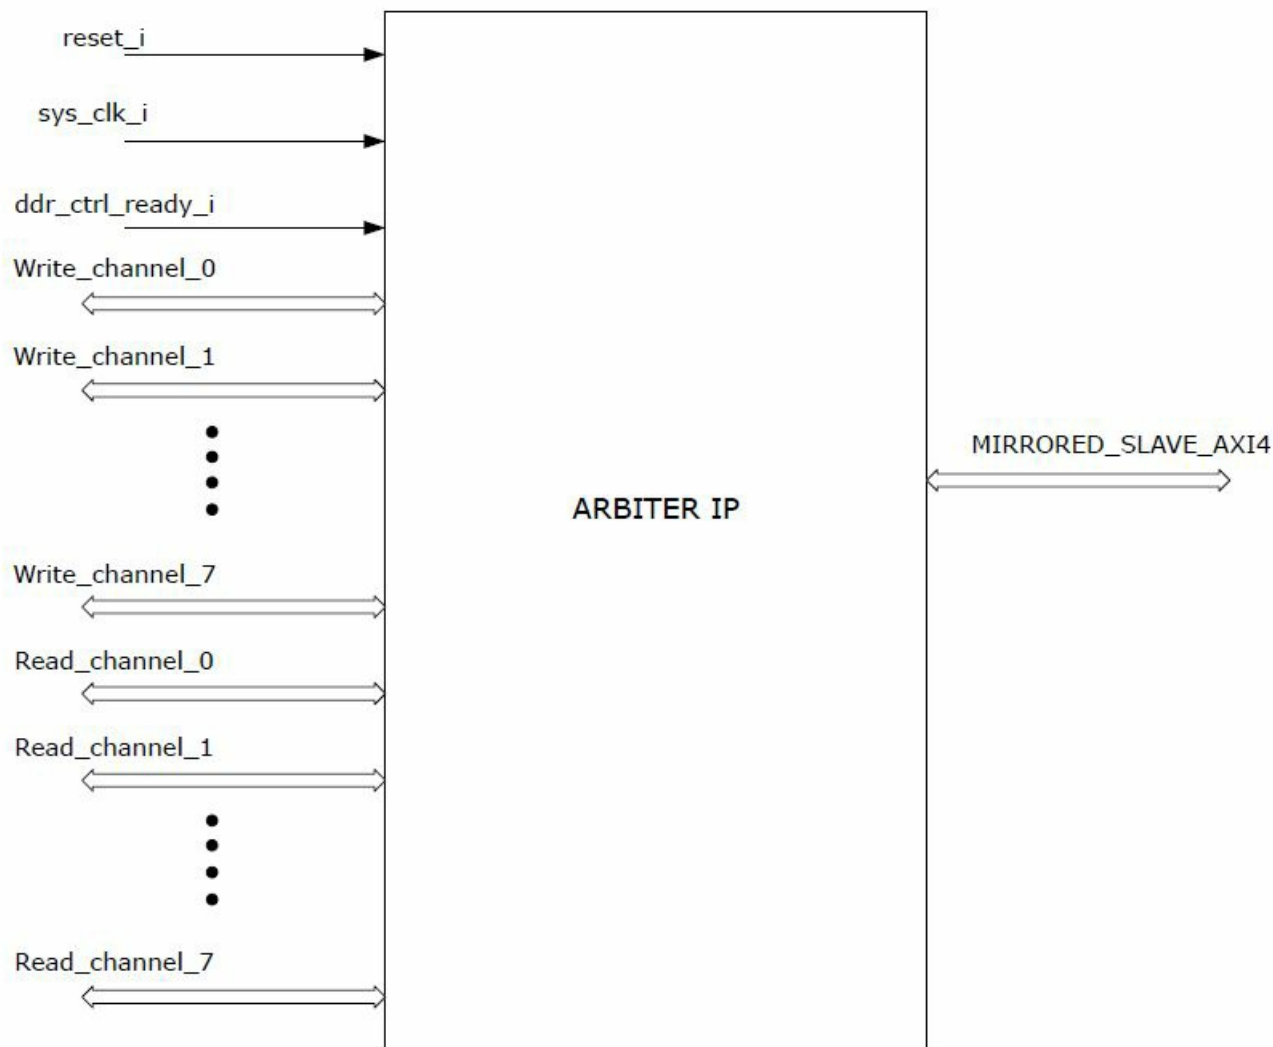 reset_i
sys_clk_i
ddr_ctrl_ready_i
Write_channel_0
Write_channel_1
Write_channel_7
Read_channel_0
Read_channel_1
Read_channel_7
ARBITER IP
MIRRORED_SLAVE_AXI4